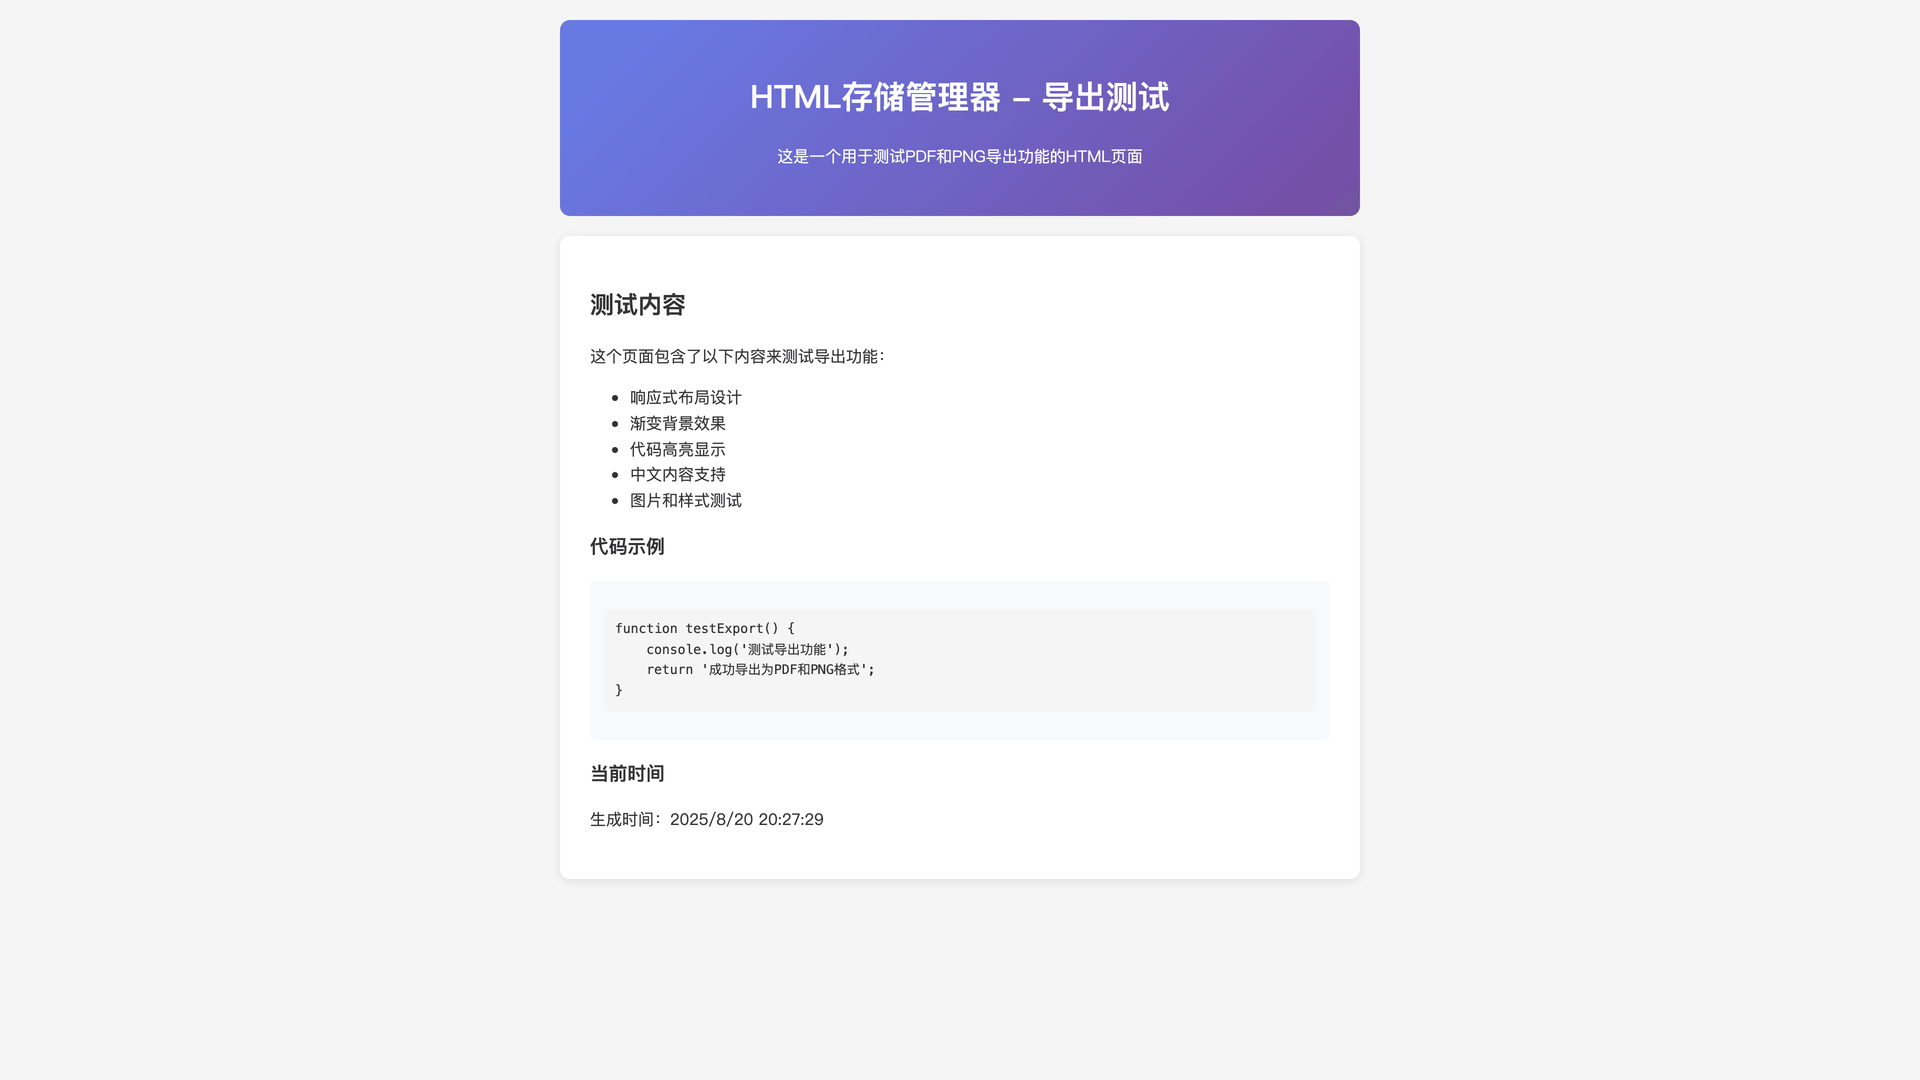 HTML存储管理器 – 导出测试
这是一个用于测试PDF和PNG导出功能的HTML页面
测试内容
这个页面包含了以下内容来测试导出功能：
• 响应式布局设计
• 渐变背景效果
• 代码高亮显示
• 中文内容支持
• 图片和样式测试
代码示例
function testExport() {
    console.log('测试导出功能');
    return '成功导出为PDF和PNG格式';
}
当前时间
生成时间：2025/8/20 20:27:29